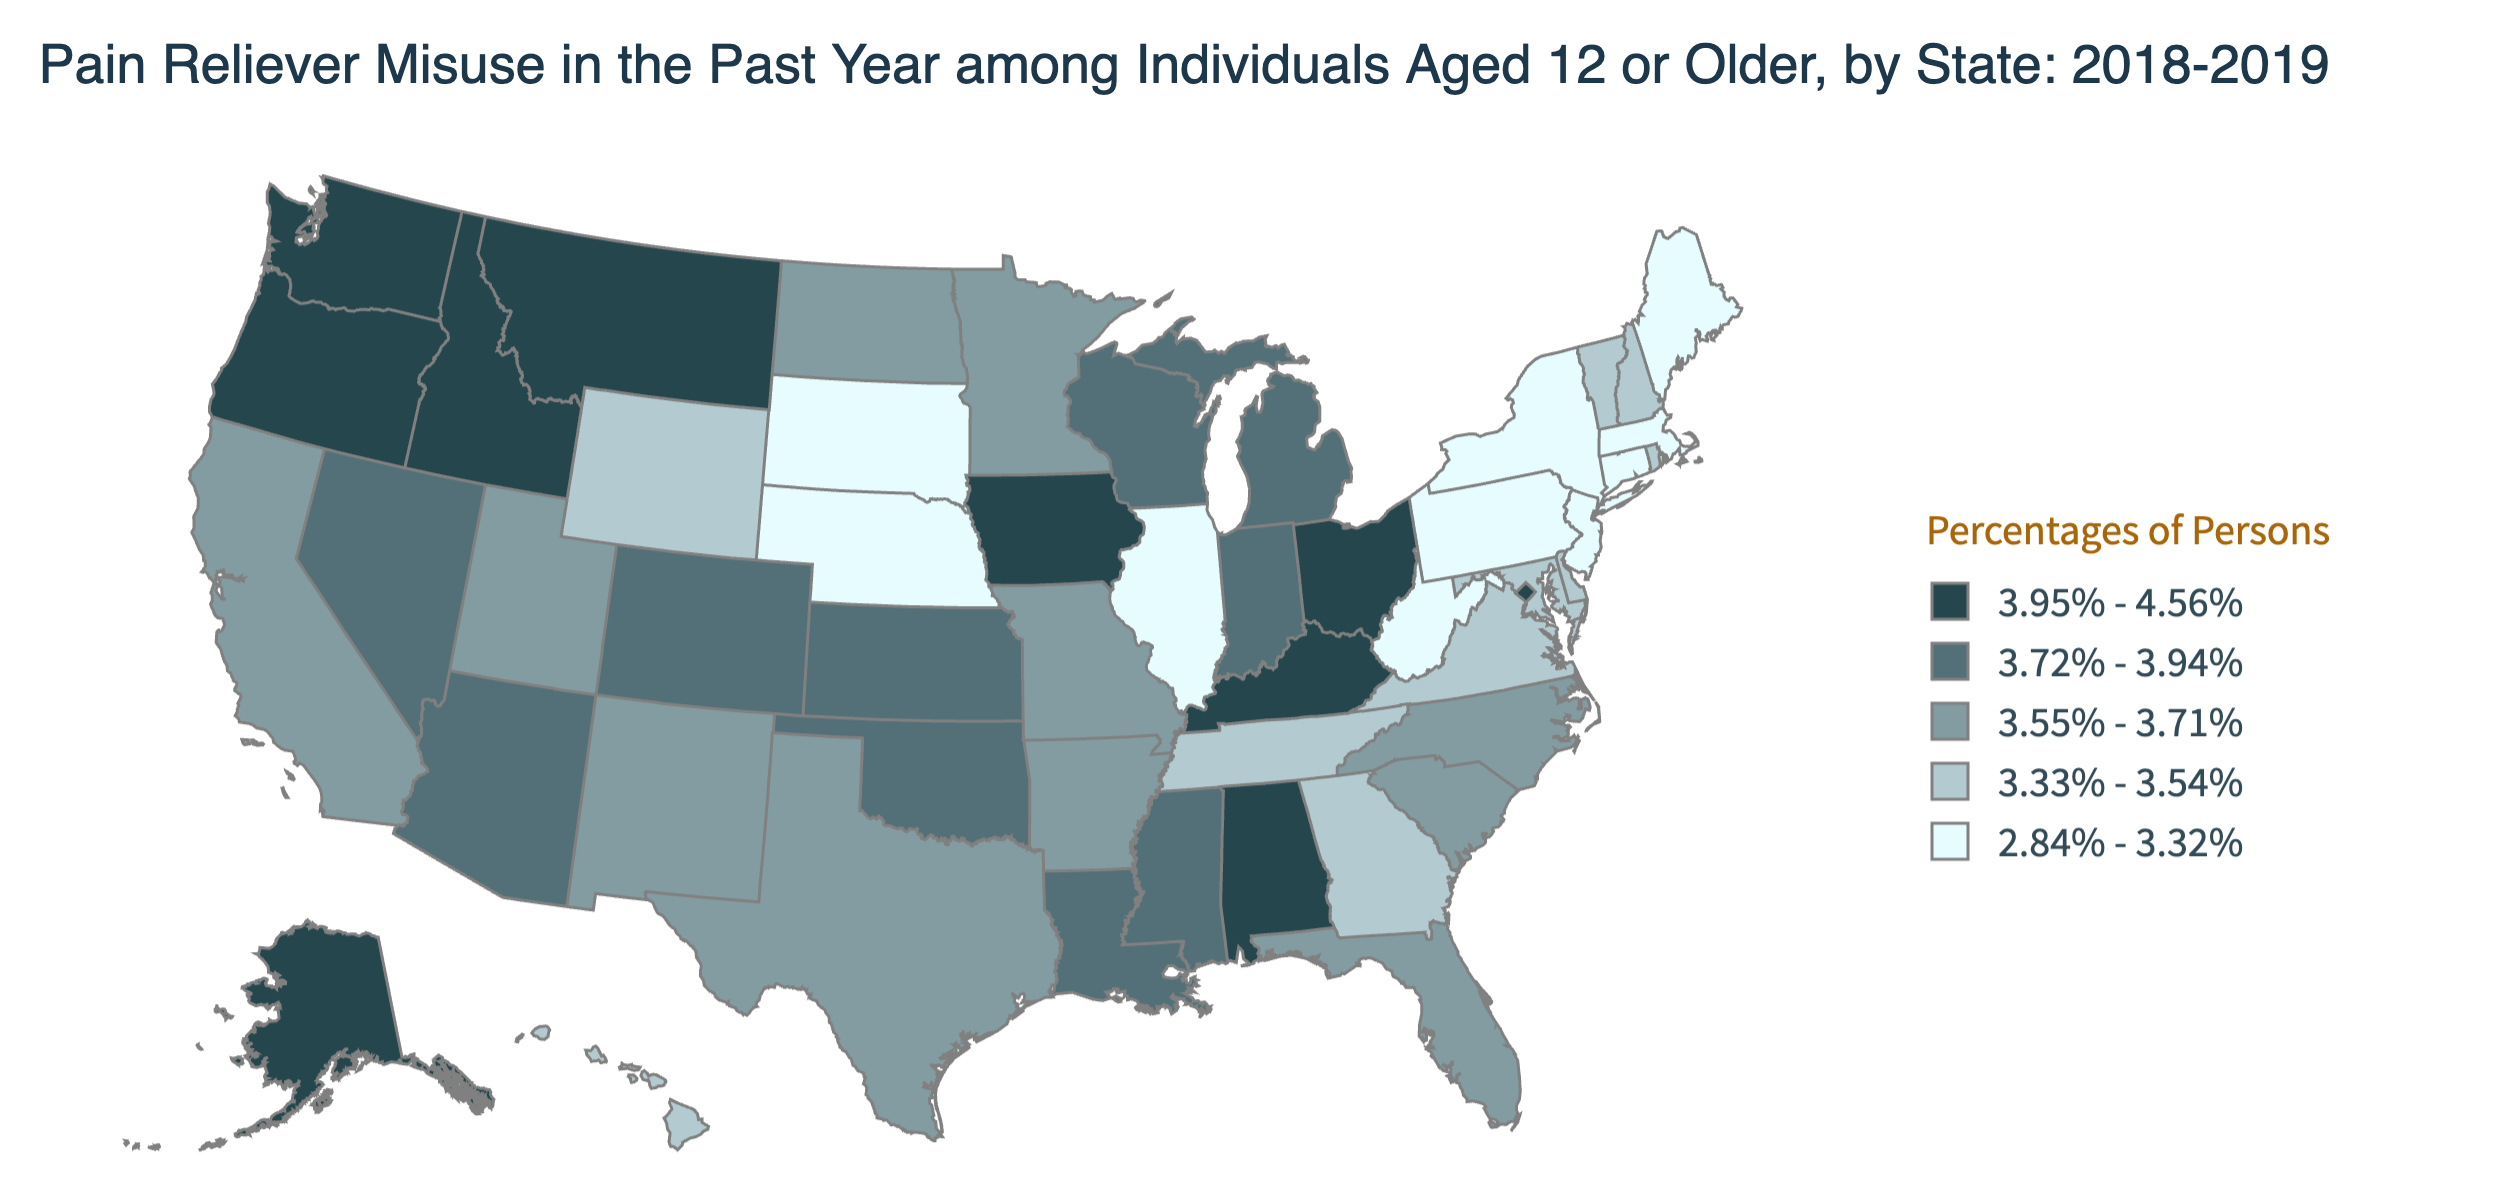 Pain Reliever Misuse in the Past Year among Individuals Aged 12 or Older, by State: 2018-2019
Percentages of Persons
3.95% - 4.56%
3.72% - 3.94%
3.55% - 3.71%
3.33% - 3.54%
2.84% - 3.32%